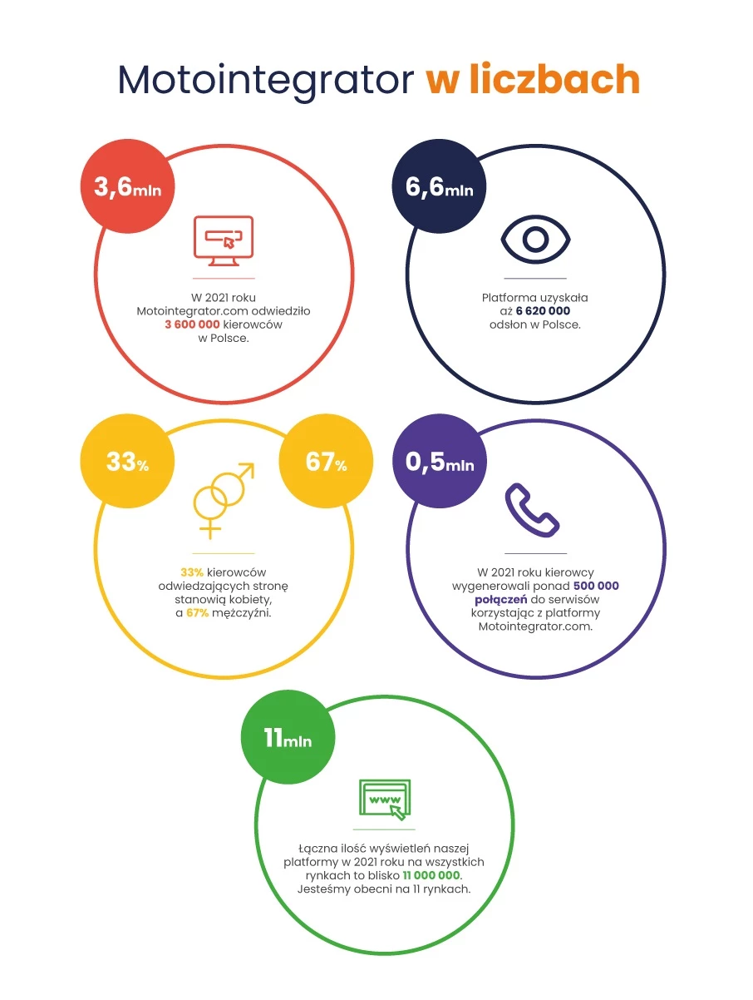 Motointegrator w liczbach
3,6mln
W 2021 roku
Motointegrator.com odwiedziło
3 600 000 kierowców
w Polsce.
6,6mln
Platforma uzyskała
aż 6 620 000
odsłon w Polsce.
33%
67%
33% kierowców
odwiedzających stronę
stanowią kobiety,
a 67% mężczyźni.
0,5mln
W 2021 roku kierowcy
wygenerowali ponad 500 000
połączeń do serwisów
korzystając z platformy
Motointegrator.com.
11mln
www
Łączna ilość wyświetleń naszej
platformy w 2021 roku na wszystkich
rynkach to blisko 11 000 000.
Jesteśmy obecni na 11 rynkach.